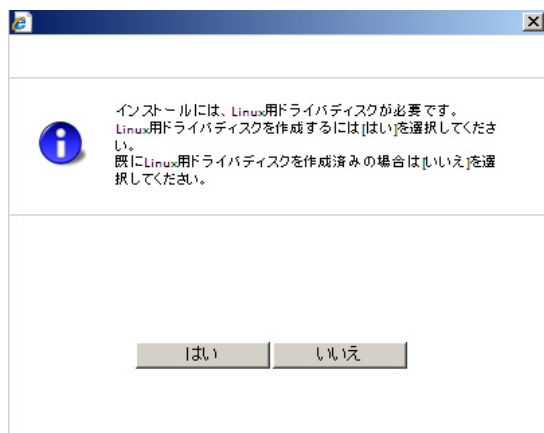 インストールには、Linux用ドライバディスクが必要です。
Linux用ドライバディスクを作成するには[はい]を選択してくださ
い。
既にLinux用ドライバディスクを作成済みの場合は[いいえ]を選
択してください。
はい いいえ